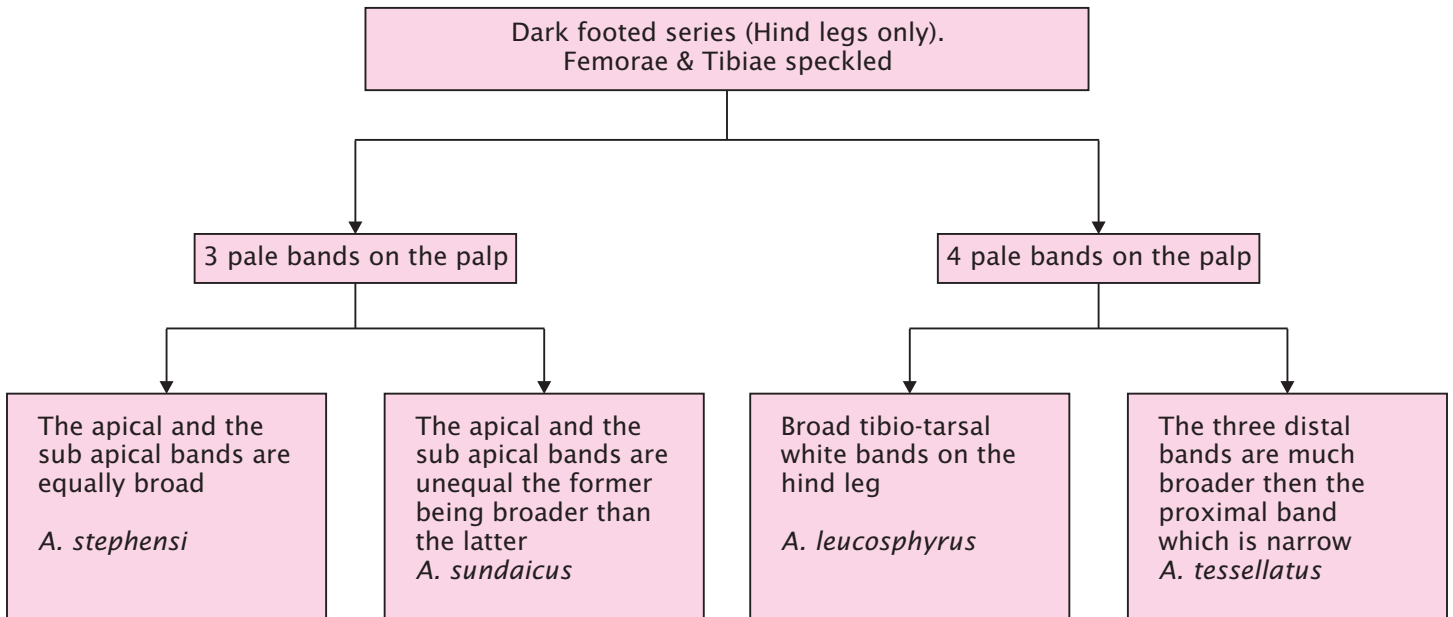 Dark footed series (Hind legs only).
Femorae & Tibiae speckled
3 pale bands on the palp
4 pale bands on the palp
The apical and the
sub apical bands are
equally broad
A. stephensi
The apical and the
sub apical bands are
unequal the former
being broader than
the latter
A. sundaicus
Broad tibio-tarsal
white bands on the
hind leg
A. leucosphyrus
The three distal
bands are much
broader then the
proximal band
which is narrow
A. tessellatus